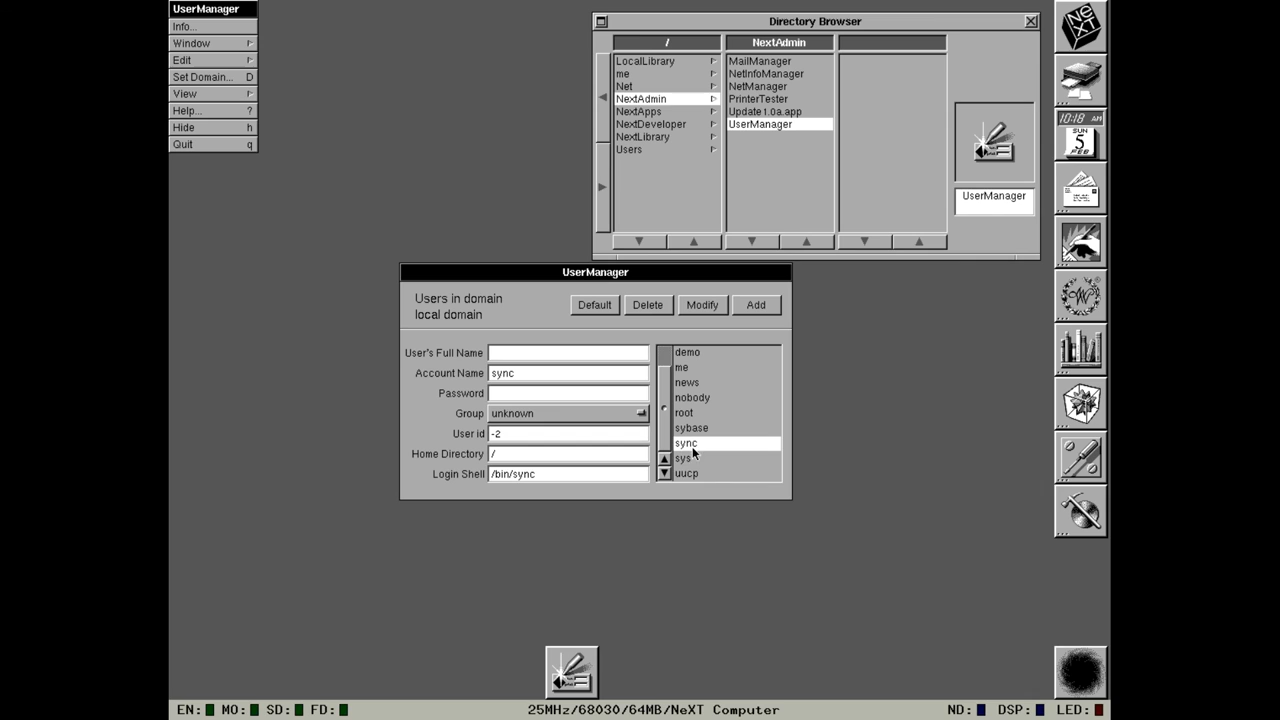 UserManager
Info...
Window
Edit
Set Domain... D
View
Help... ?
Hide h
Quit q
Directory Browser
/
LocalLibrary
me
Net
NextAdmin
NextApps
NextDeveloper
NextLibrary
Users
NextAdmin
MailManager
NetInfoManager
NetManager
PrinterTester
Update1.0a.app
UserManager
UserManager
NeXT
10:18 AM
SUN
5
FEB
UserManager
Users in domain
local domain
Default Delete Modify Add
User's Full Name
Account Name sync
Password
Group unknown
User id -2
Home Directory /
Login Shell /bin/sync
demo
me
news
nobody
root
sybase
sync
sys
uucp
EN: MO: SD: FD: 25MHz/68030/64MB/NeXT Computer ND: DSP: LED: